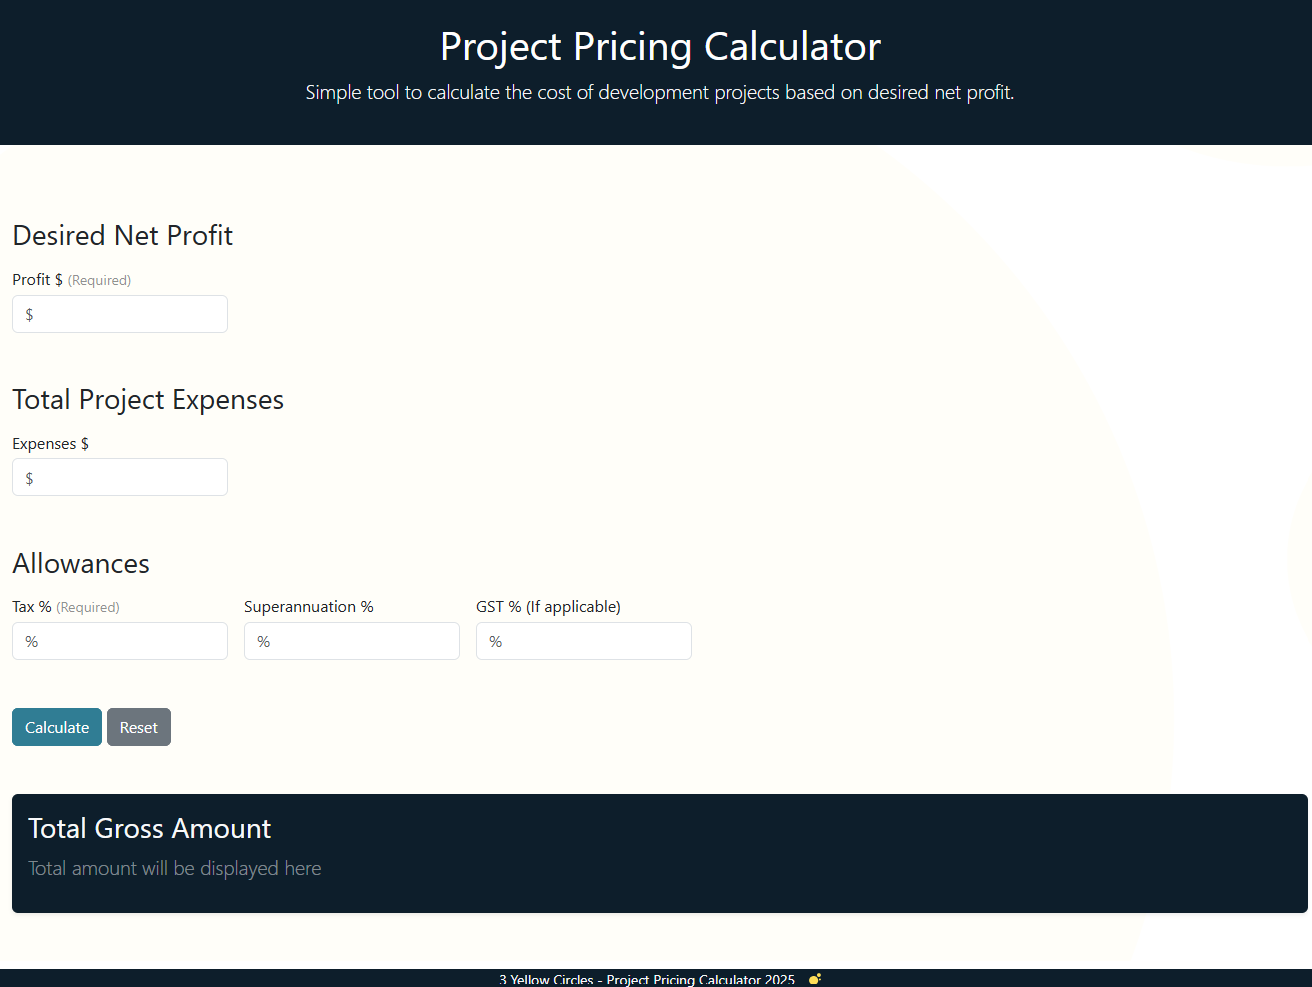 Project Pricing Calculator
Simple tool to calculate the cost of development projects based on desired net profit.
Desired Net Profit
Profit $ (Required)
$
Total Project Expenses
Expenses $
$
Allowances
Tax % (Required) Superannuation % GST % (If applicable)
% % %
Calculate Reset
Total Gross Amount
Total amount will be displayed here
3 Yellow Circles - Project Pricing Calculator 2025